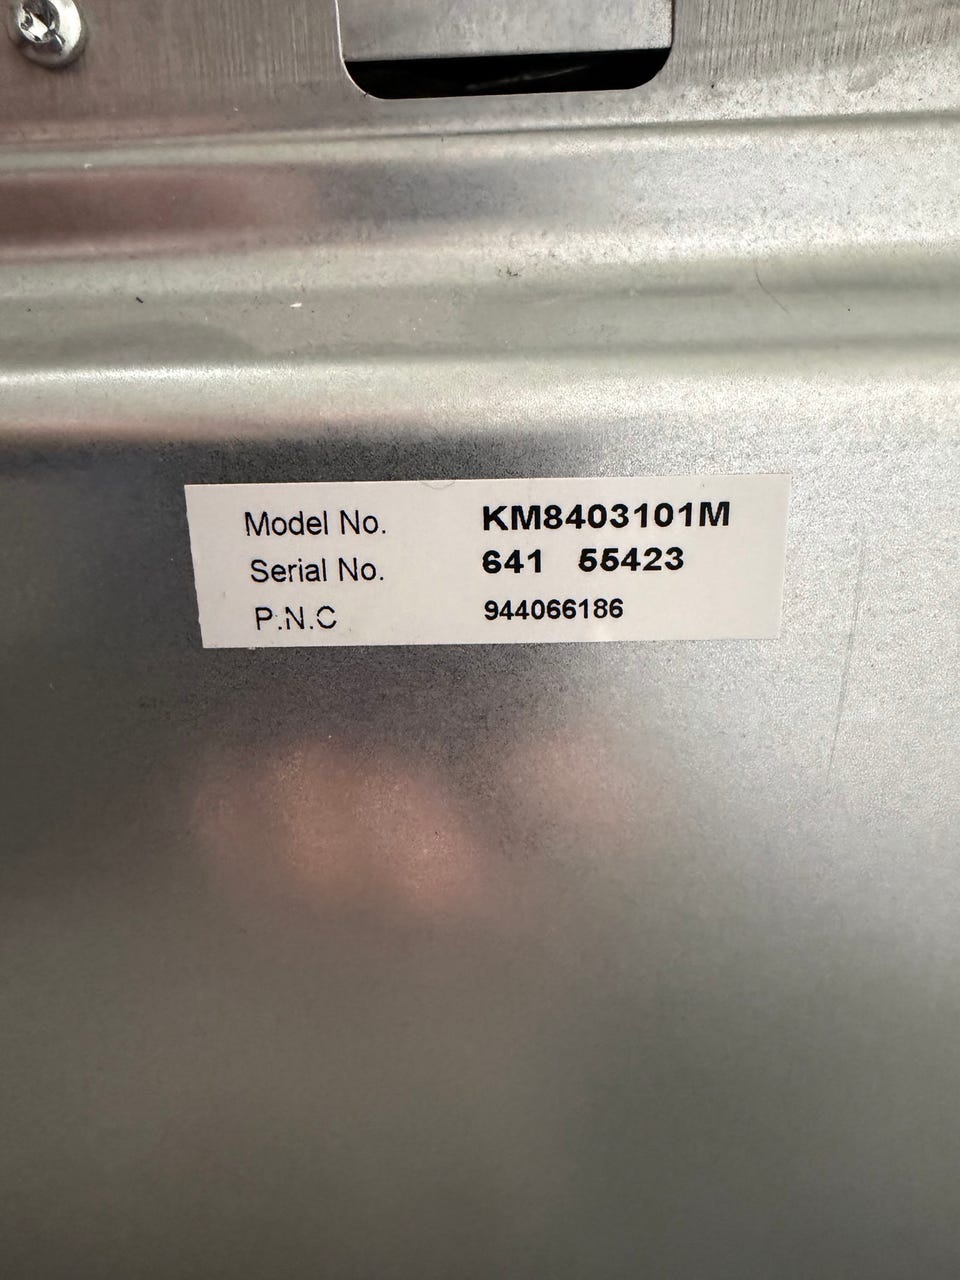 Model No. KM8403101M
Serial No. 641 55423
P.N.C 944066186